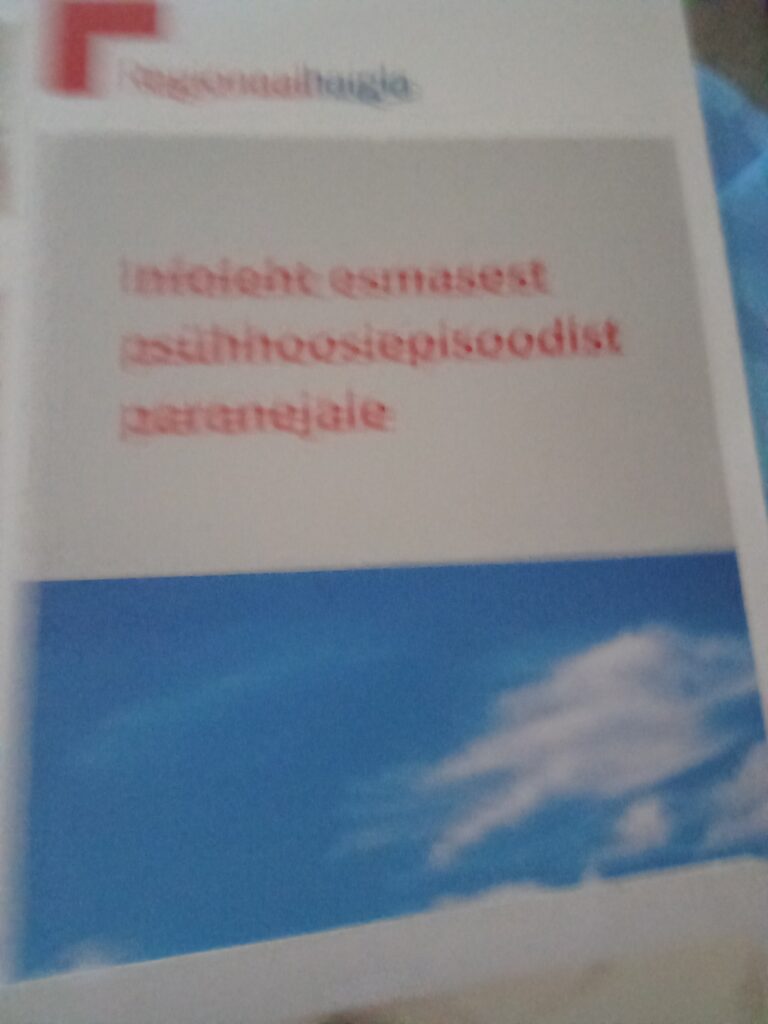 Regionaalhaigla
Infoleht esmasest
psühhoosiepisoodist
paranejale